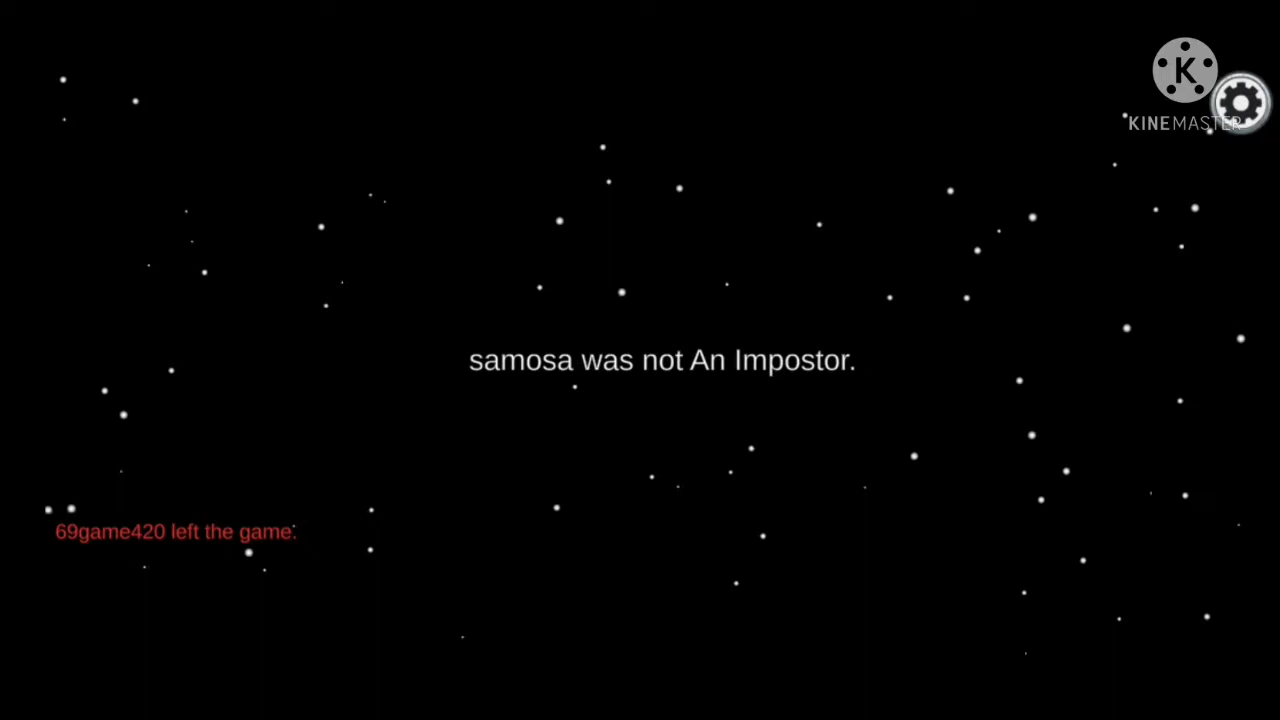 K
KINEMASTER
samosa was not An Impostor.
69game420 left the game.